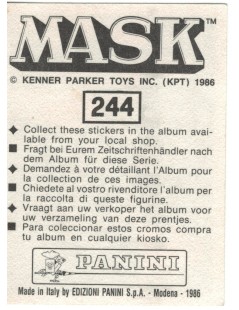 MASK™
© KENNER PARKER TOYS INC. (KPT) 1986
244
◆ Collect these stickers in the album avai-
lable from your local shop.
■ Fragt bei Eurem Zeitschriftenhändler nach
dem Album für diese Serie.
◆ Demandez à votre détaillant l'Album pour
la collection de ces images.
■ Chiedete al vostro rivenditore l'album per
la raccolta di queste figurine.
◆ Vraagt aan uw verkoper het album voor
uw verzameling van deze prentjes.
■ Para coleccionar estos cromos compra
tu album en cualquier kiosko.
PANINI
Made in Italy by EDIZIONI PANINI S.p.A. - Modena - 1986